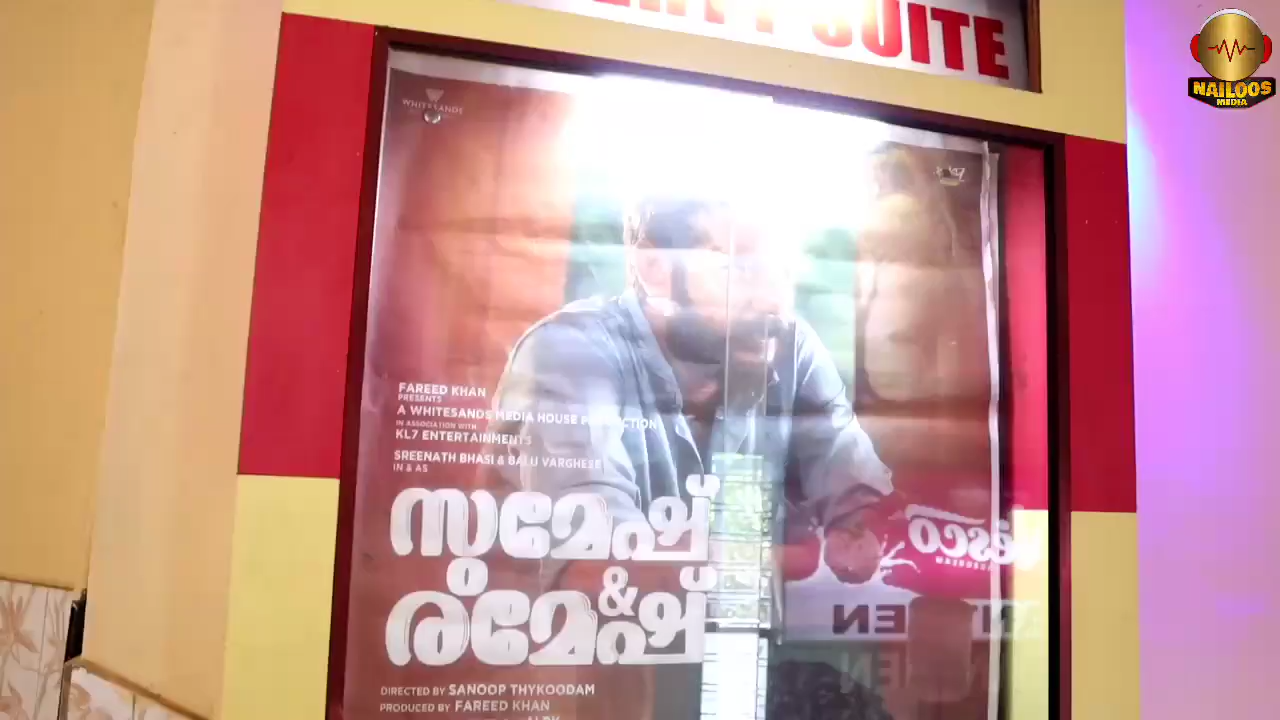 SUITE
NAILOOS
MEDIA
WHITESANDS
FAREED KHAN
PRESENTS
A WHITESANDS MEDIA HOUSE PRODUCTION
IN ASSOCIATION WITH
KL7 ENTERTAINMENTS
SREENATH BHASI & BALU VARGHESE
IN & AS
സുമേഷ്
&
രമേഷ്
DIRECTED BY SANOOP THYKOODAM
PRODUCED BY FAREED KHAN